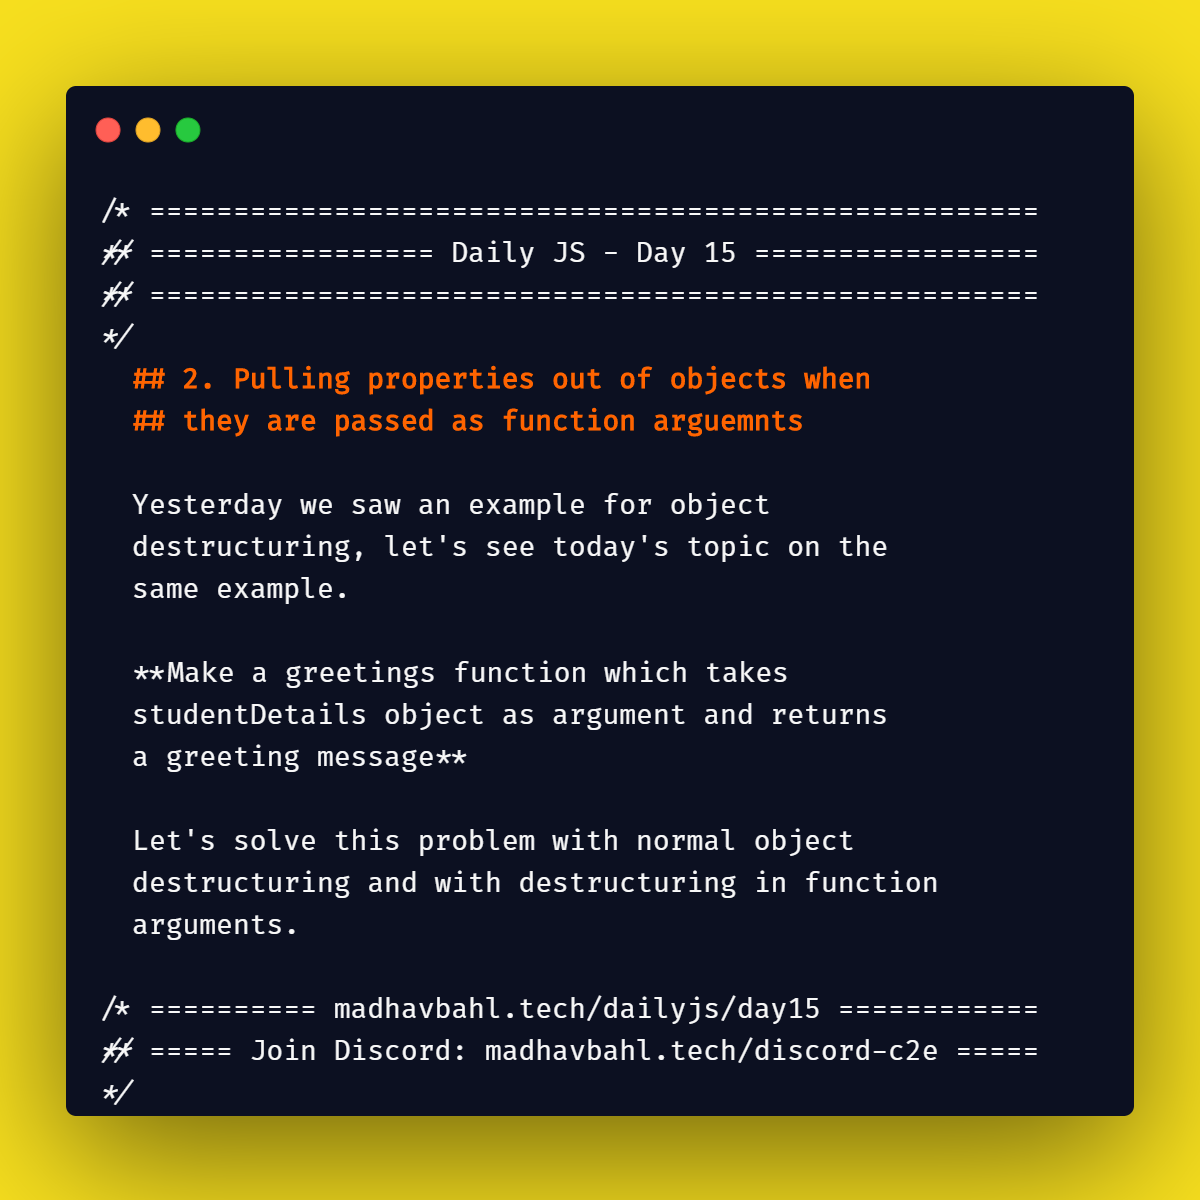 /* =====================================================
*/* ================= Daily JS - Day 15 =================
*/* =====================================================
*/
## 2. Pulling properties out of objects when
## they are passed as function arguemnts
Yesterday we saw an example for object
destructuring, let's see today's topic on the
same example.
**Make a greetings function which takes
studentDetails object as argument and returns
a greeting message**
Let's solve this problem with normal object
destructuring and with destructuring in function
arguments.
/* ========== madhavbahl.tech/dailyjs/day15 ============
*/* ===== Join Discord: madhavbahl.tech/discord-c2e =====
*/